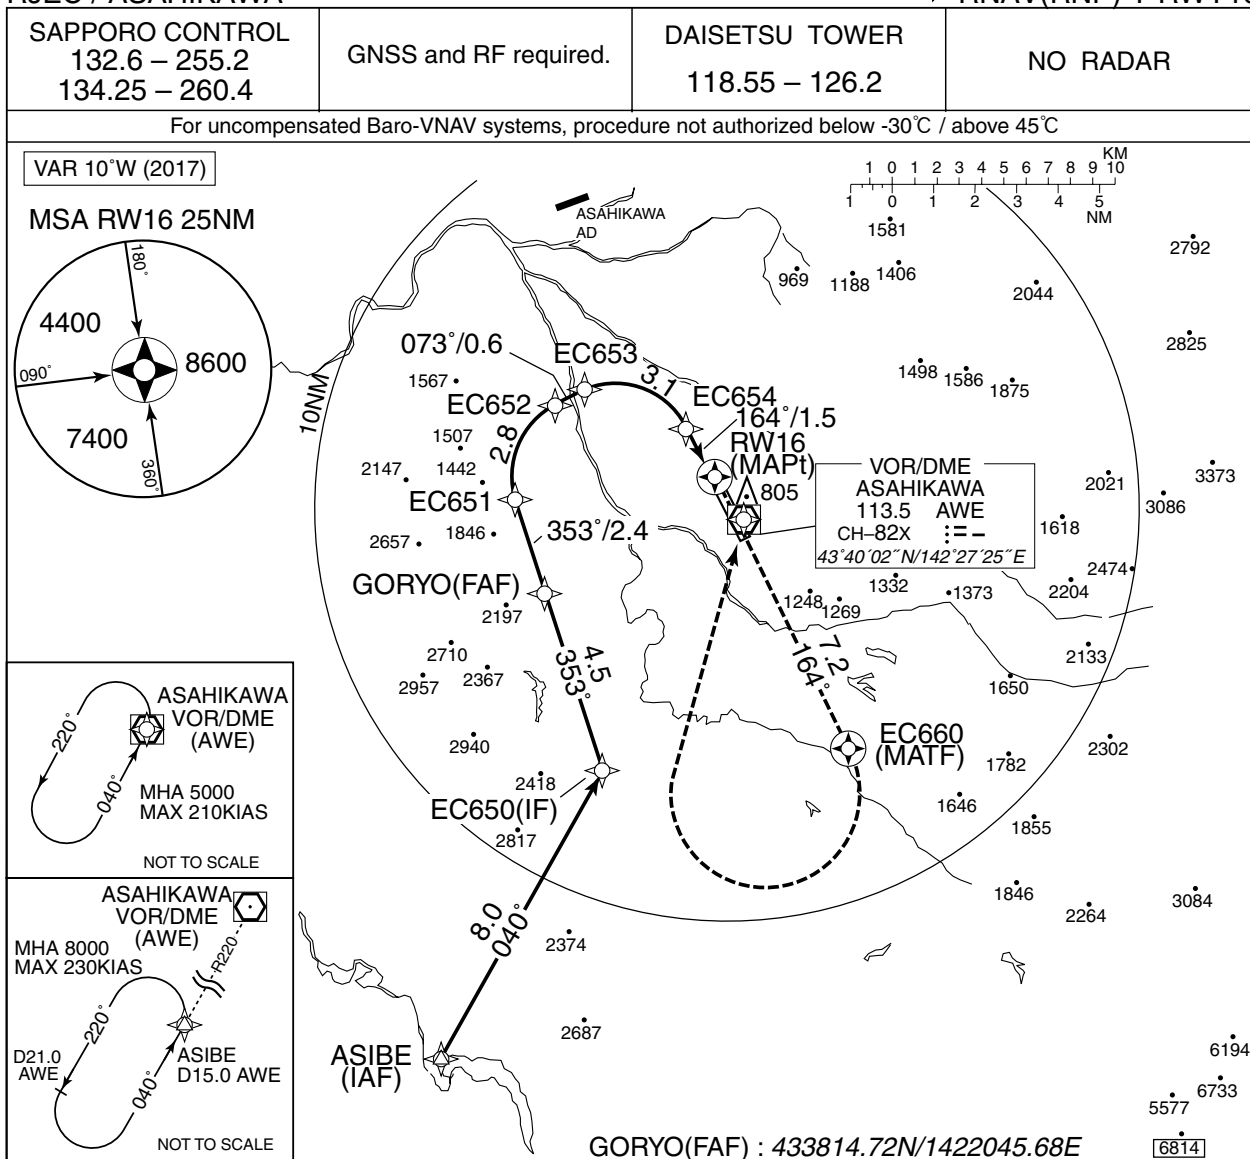 RJEC / ASAHIKAWA
RNAV(RNP) Y RWY16
SAPPORO CONTROL
132.6 – 255.2
134.25 – 260.4
GNSS and RF required.
DAISETSU TOWER
118.55 – 126.2
NO RADAR
For uncompensated Baro-VNAV systems, procedure not authorized below -30℃ / above 45℃
VAR 10°W (2017)
MSA RW16 25NM
180°
4400
8600
090°
7400
360°
1 0 1 2 3 4 5 6 7 8 9 10
KM
1 0 1 2 3 4 5
NM
ASAHIKAWA
AD
10NM
1581
2792
969
1188
1406
2044
2825
073°/0.6
EC653
1567
3.1
1498
1586
1875
EC652
EC654
164°/1.5
RW16
(MAPt)
805
1507
2.8
2147
1442
EC651
VOR/DME
ASAHIKAWA
113.5 AWE
CH–82X
43°40´02˝N/142°27´25˝E
2021
3373
3086
1618
1846
2657
353°/2.4
2474
GORYO(FAF)
2197
1248
1269
1332
1373
2204
2710
2957
2367
4.5
353°
7.2
164°
2133
1650
2940
EC660
(MATF)
2302
1782
2418
EC650(IF)
2817
1646
1855
1846
2264
3084
8.0
040°
2374
2687
ASIBE
(IAF)
6194
6733
5577
6814
ASAHIKAWA
VOR/DME
(AWE)
220°
040°
MHA 5000
MAX 210KIAS
NOT TO SCALE
ASAHIKAWA
VOR/DME
(AWE)
MHA 8000
MAX 230KIAS
R220
220°
D21.0
AWE
040°
ASIBE
D15.0 AWE
NOT TO SCALE
GORYO(FAF) : 433814.72N/1422045.68E